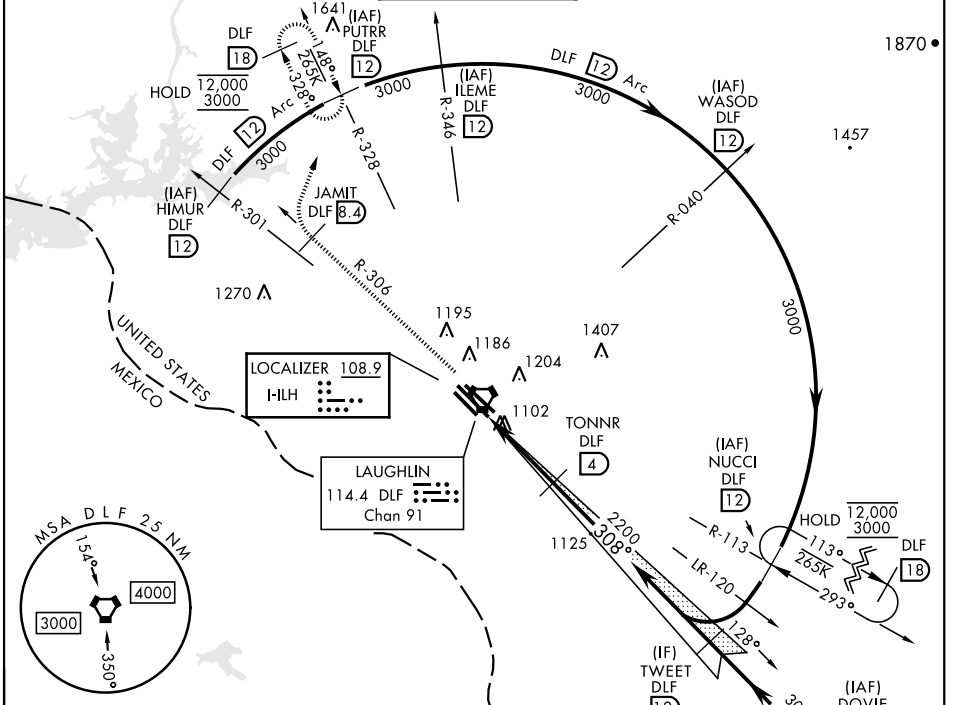 1641
(IAF)
PUTRR
DLF
12
DLF
18
HOLD
12,000
3000
148°
265K
328°
DLF 12 Arc
3000
3000
R-328
R-346
(IAF)
ILEME
DLF
12
DLF 12 Arc
3000
1870
(IAF)
WASOD
DLF
12
1457
R-040
(IAF)
HIMUR
DLF
12
R-301
JAMIT
DLF 8.4
R-306
1270
1195
1186
1204
1407
3000
UNITED STATES
MEXICO
LOCALIZER 108.9
I-ILH
1102
LAUGHLIN
114.4 DLF
Chan 91
TONNR
DLF
4
(IAF)
NUCCI
DLF
12
HOLD
12,000
3000
DLF
18
R-113
113°
265K
293°
LR-120
2200
308°
1125
128°
MSA DLF 25 NM
154°
4000
3000
350°
(IF)
TWEET
DLF
(IAF)